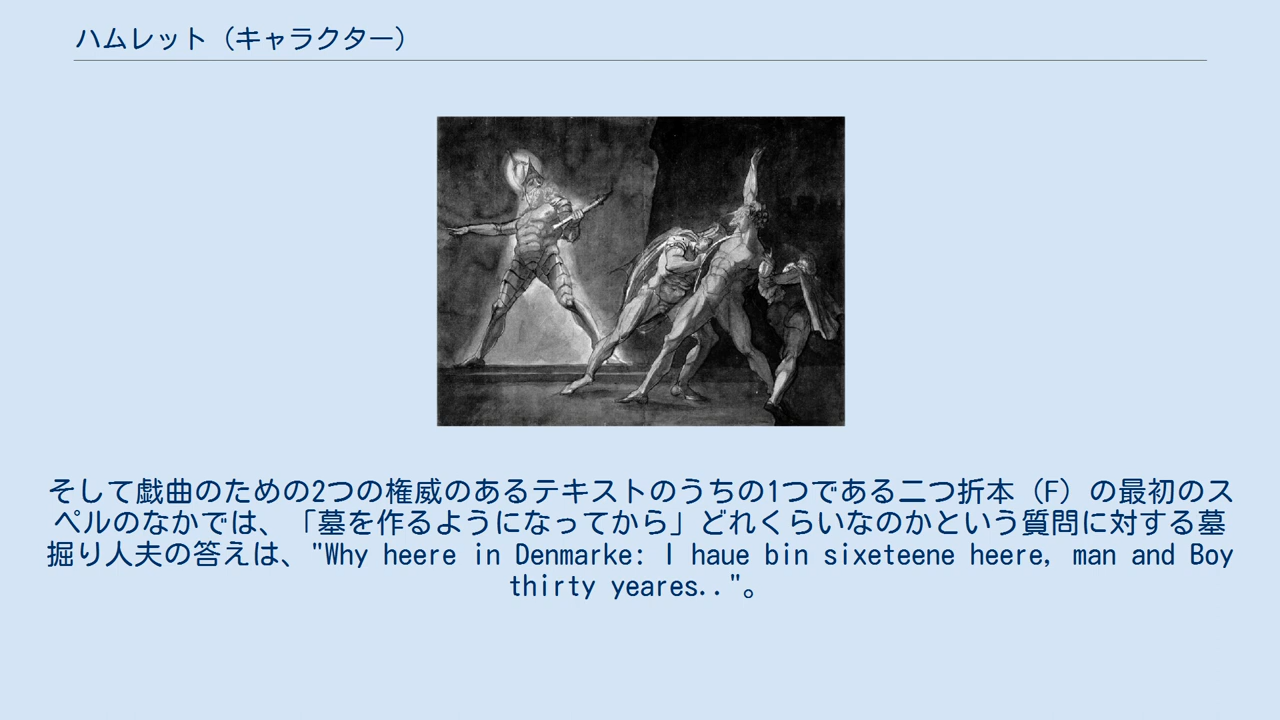 ハムレット（キャラクター）
そして戯曲のための2つの権威のあるテキストのうちの1つである二つ折本（F）の最初のス
ペルのなかでは、「墓を作るようになってから」どれくらいなのかという質問に対する墓
掘り人夫の答えは、"Why heere in Denmarke: I haue bin sixeteene heere, man and Boy
thirty yeares.."。